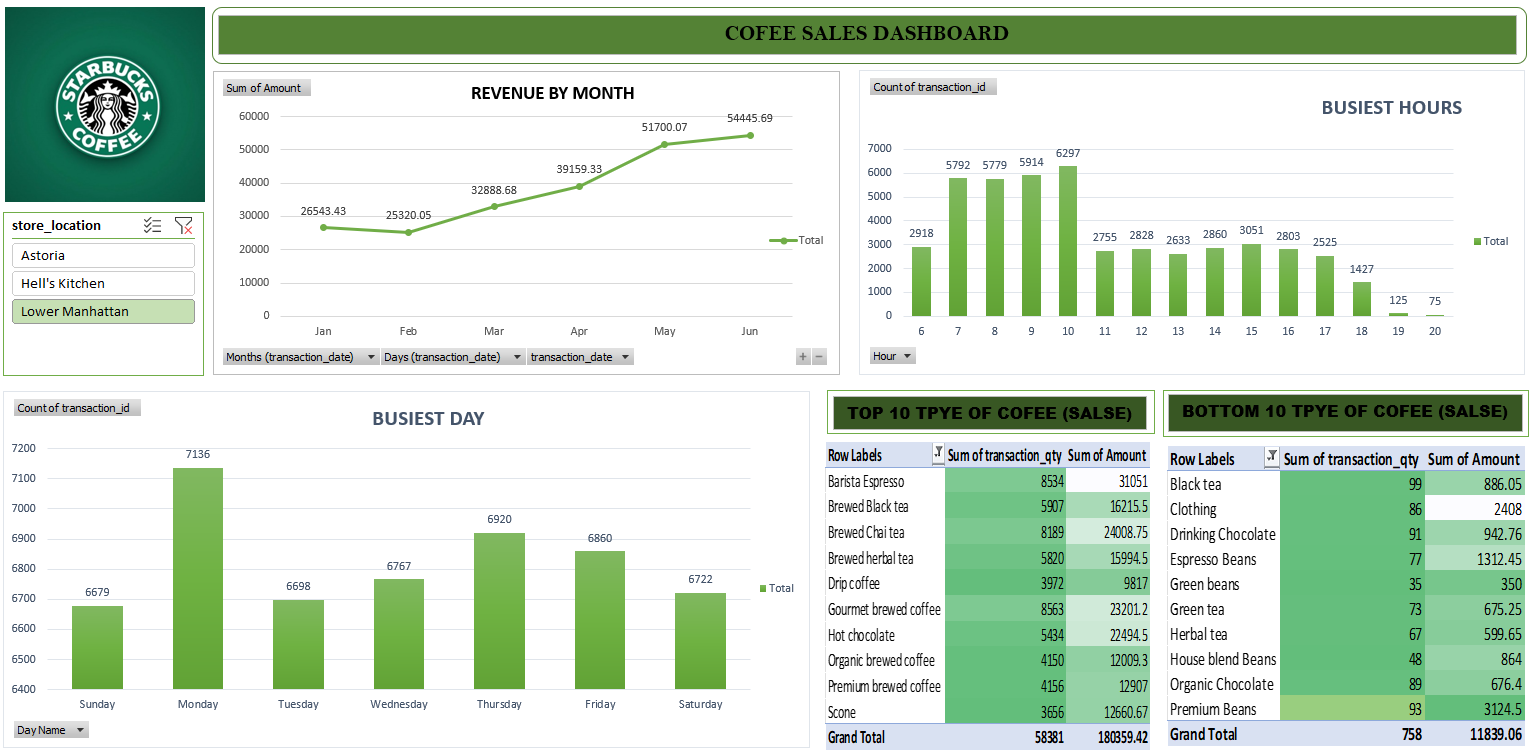 STARBUCKS
COFFEE
COFEE SALES DASHBOARD
store_location
Astoria
Hell's Kitchen
Lower Manhattan
Sum of Amount
REVENUE BY MONTH
60000
50000
40000
30000
20000
10000
0
26543.43
25320.05
32888.68
39159.33
51700.07
54445.69
Total
Jan Feb Mar Apr May Jun
Months (transaction_date) Days (transaction_date) transaction_date
+ −
Count of transaction_id
BUSIEST HOURS
7000
6000
5000
4000
3000
2000
1000
0
2918 5792 5779 5914 6297 2755 2828 2633 2860 3051 2803 2525 1427 125 75
Total
6 7 8 9 10 11 12 13 14 15 16 17 18 19 20
Hour
Count of transaction_id
BUSIEST DAY
7200
7100
7000
6900
6800
6700
6600
6500
6400
6679 7136 6698 6767 6920 6860 6722
Total
Sunday Monday Tuesday Wednesday Thursday Friday Saturday
Day Name
TOP 10 TPYE OF COFEE (SALSE)
Row Labels Sum of transaction_qty Sum of Amount
Barista Espresso 8534 31051
Brewed Black tea 5907 16215.5
Brewed Chai tea 8189 24008.75
Brewed herbal tea 5820 15994.5
Drip coffee 3972 9817
Gourmet brewed coffee 8563 23201.2
Hot chocolate 5434 22494.5
Organic brewed coffee 4150 12009.3
Premium brewed coffee 4156 12907
Scone 3656 12660.67
Grand Total 58381 180359.42
BOTTOM 10 TPYE OF COFEE (SALSE)
Row Labels Sum of transaction_qty Sum of Amount
Black tea 99 886.05
Clothing 86 2408
Drinking Chocolate 91 942.76
Espresso Beans 77 1312.45
Green beans 35 350
Green tea 73 675.25
Herbal tea 67 599.65
House blend Beans 48 864
Organic Chocolate 89 676.4
Premium Beans 93 3124.5
Grand Total 758 11839.06